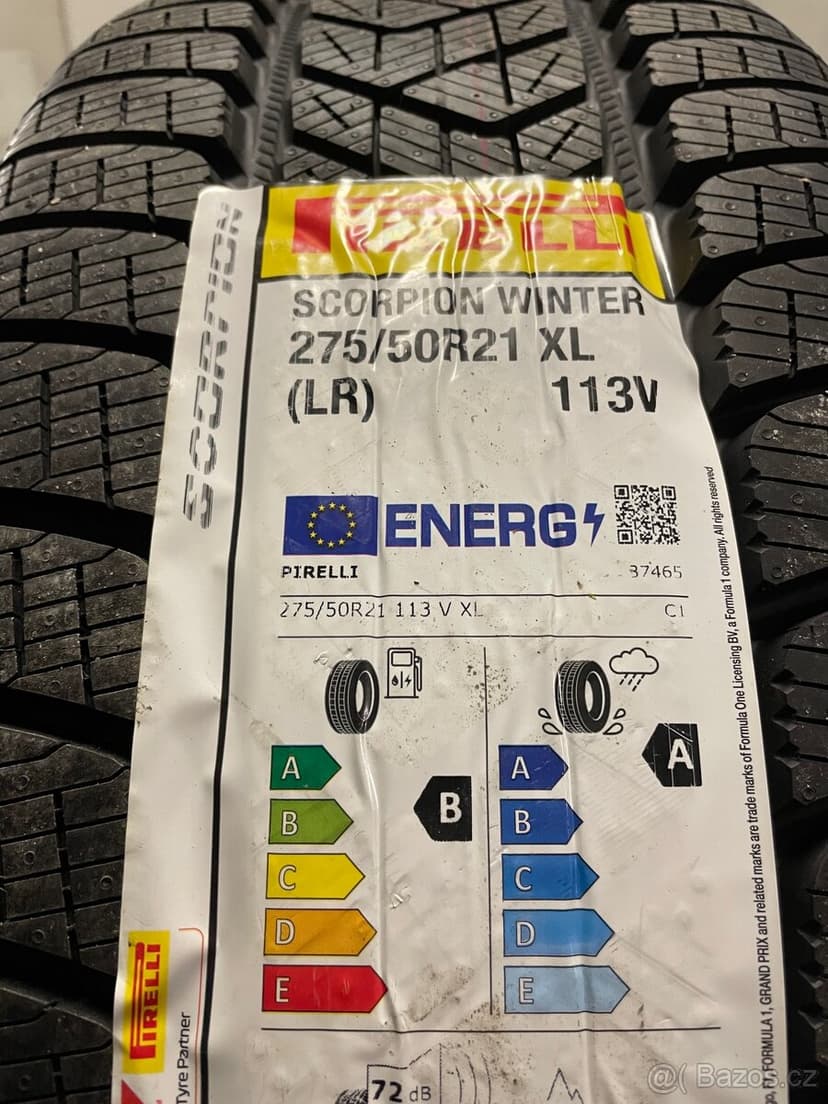 PIRELLI
SCORPION
SCORPION WINTER
275/50R21 XL
(LR) 113V
ENERG
PIRELLI 37465
275/50R21 113 V XL C1
A
B
C
D
E
B
A
B
C
D
E
A
72 dB
PIRELLI
Tyre Partner
F1, FORMULA 1, GRAND PRIX and related marks are trade marks of Formula One Licensing BV, a Formula 1 company. All rights reserved
@( Bazos.cz